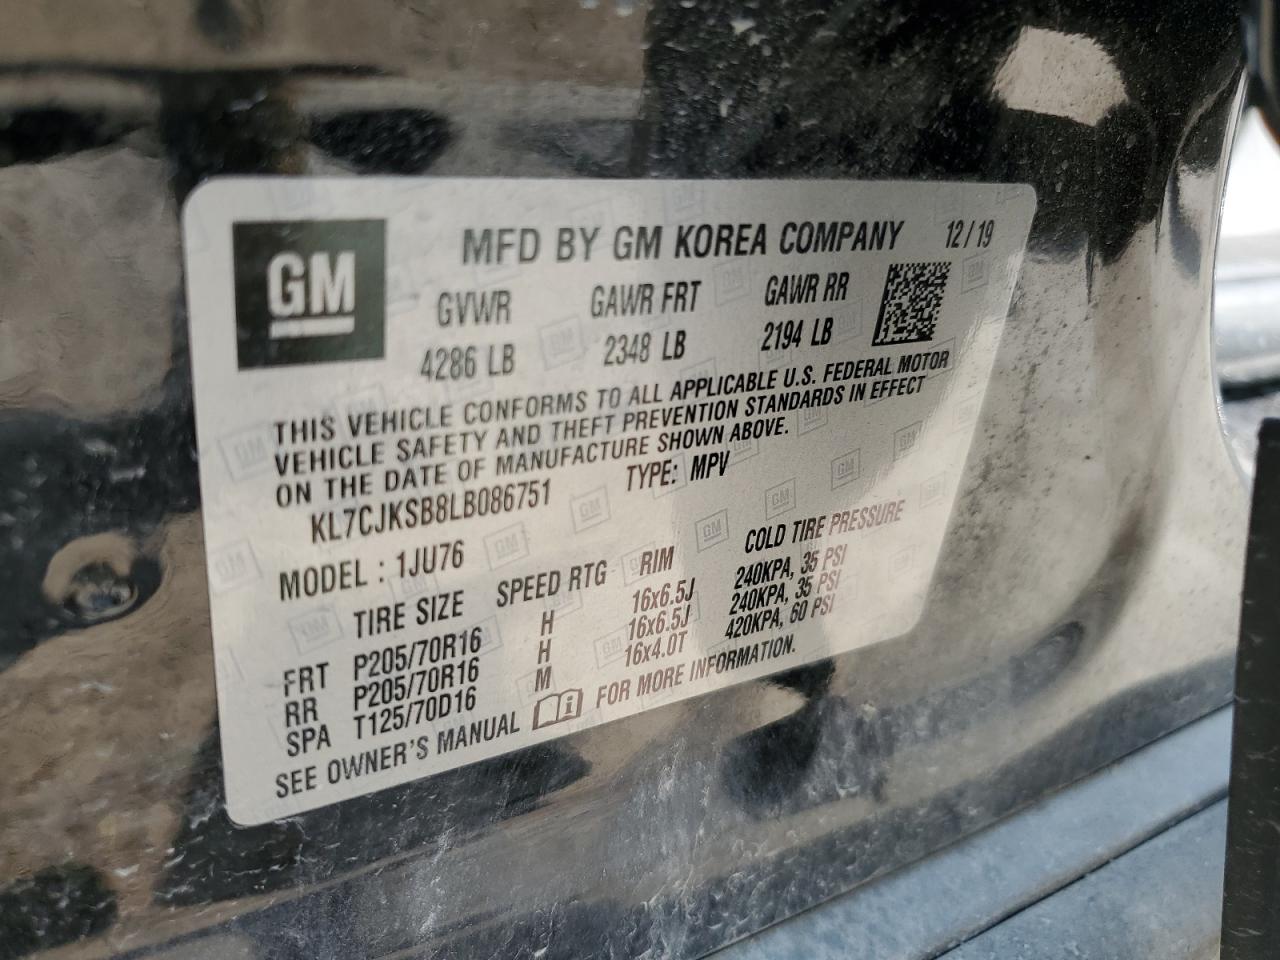 GM
MFD BY GM KOREA COMPANY 12/19
GVWR GAWR FRT GAWR RR
4286 LB 2348 LB 2194 LB
THIS VEHICLE CONFORMS TO ALL APPLICABLE U.S. FEDERAL MOTOR
VEHICLE SAFETY AND THEFT PREVENTION STANDARDS IN EFFECT
ON THE DATE OF MANUFACTURE SHOWN ABOVE.
KL7CJKSB8LB086751 TYPE: MPV
MODEL : 1JU76
TIRE SIZE SPEED RTG RIM COLD TIRE PRESSURE
FRT P205/70R16 H 16x6.5J 240KPA, 35 PSI
RR P205/70R16 H 16x6.5J 240KPA, 35 PSI
SPA T125/70D16 M 16x4.0T 420KPA, 60 PSI
SEE OWNER'S MANUAL FOR MORE INFORMATION.